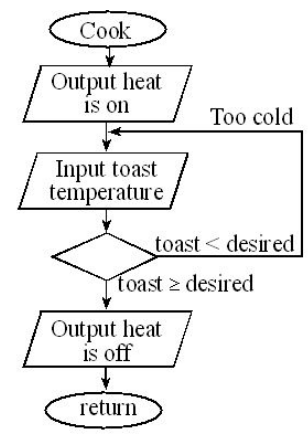 Cook
Output heat
is on
Too cold
Input toast
temperature
toast < desired
toast ≥ desired
Output heat
is off
return